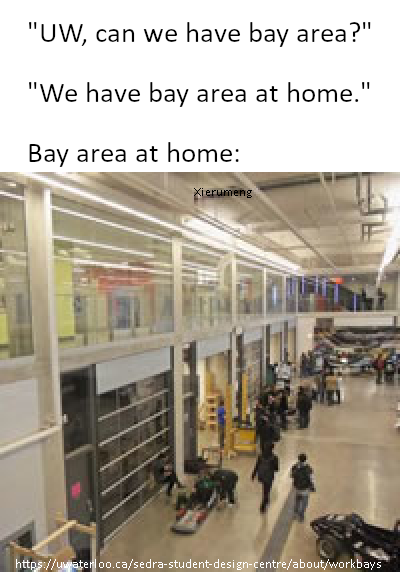 "UW, can we have bay area?"
"We have bay area at home."
Bay area at home:
Xierumeng
https://uwaterloo.ca/sedra-student-design-centre/about/workbays